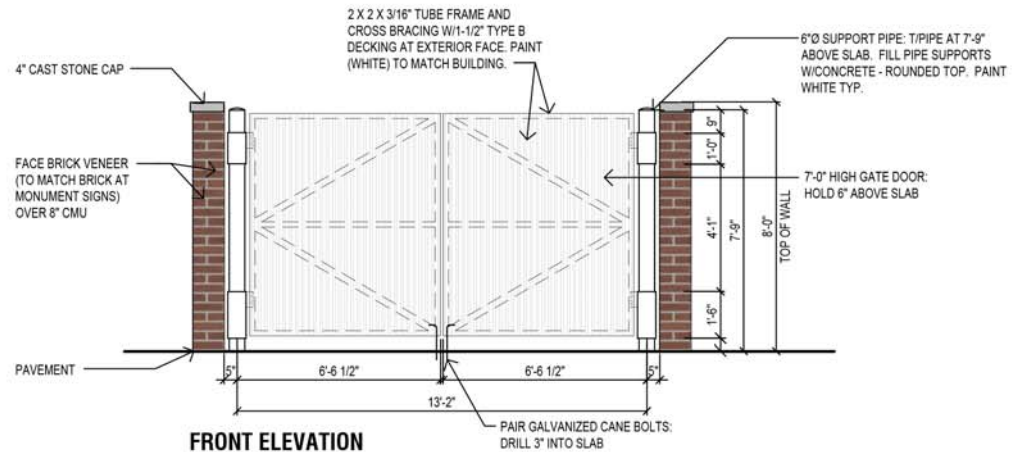 2 X 2 X 3/16" TUBE FRAME AND
CROSS BRACING W/1-1/2" TYPE B
DECKING AT EXTERIOR FACE. PAINT
(WHITE) TO MATCH BUILDING.
6"Ø SUPPORT PIPE: T/PIPE AT 7'-9"
ABOVE SLAB. FILL PIPE SUPPORTS
W/CONCRETE - ROUNDED TOP. PAINT
WHITE TYP.
4" CAST STONE CAP
FACE BRICK VENEER
(TO MATCH BRICK AT
MONUMENT SIGNS)
OVER 8" CMU
7'-0" HIGH GATE DOOR:
HOLD 6" ABOVE SLAB
9"
1'-0"
4'-1"
1'-6"
7'-9"
8'-0"
TOP OF WALL
PAVEMENT
5"
6'-6 1/2"
6'-6 1/2"
5"
13'-2"
PAIR GALVANIZED CANE BOLTS:
DRILL 3" INTO SLAB
FRONT ELEVATION